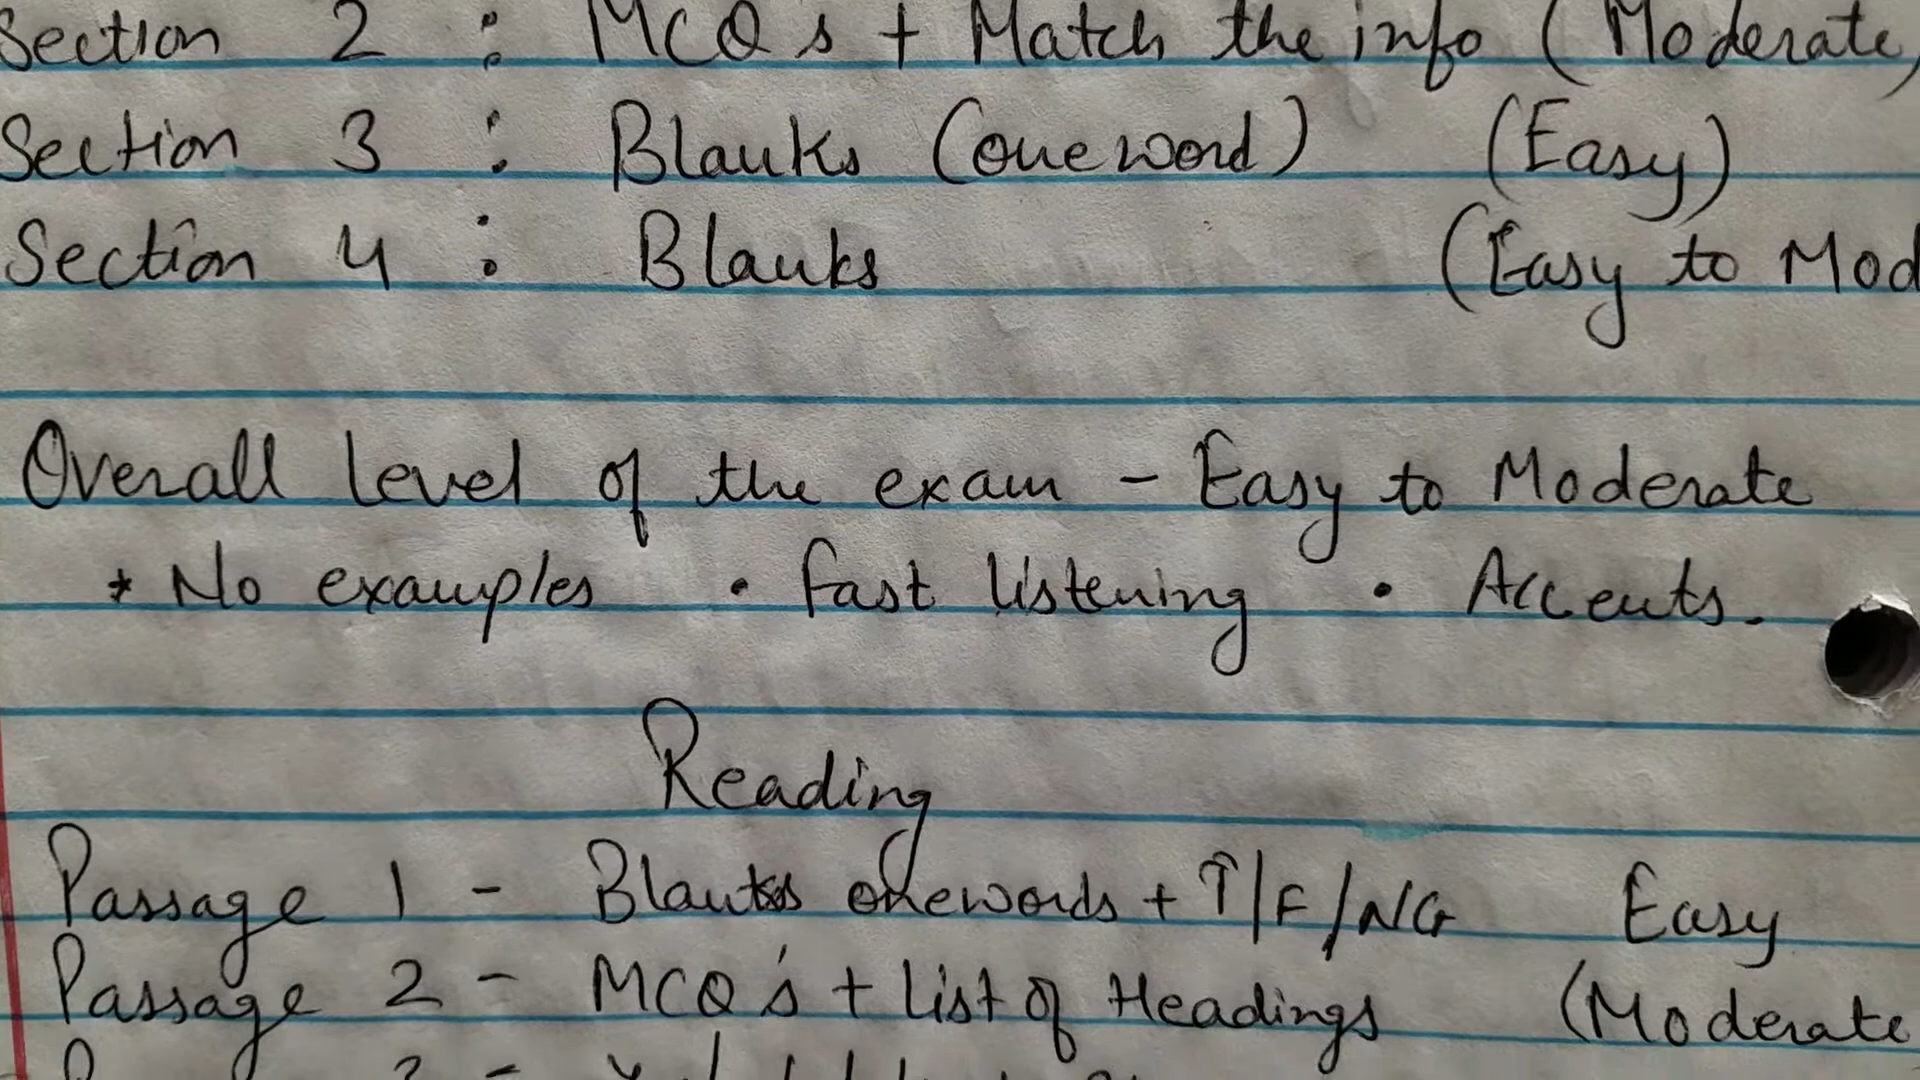 Section 2 : MCQs + Match the info (Moderate)
Section 3 : Blanks (one word) (Easy)
Section 4 : Blanks (Easy to Mod
Overall level of the exam - Easy to Moderate
* No examples • fast listening • Accents.
Reading
Passage 1 - Blanks onewords + T/F/NG Easy
Passage 2 - MCQ's + List of Headings (Moderate